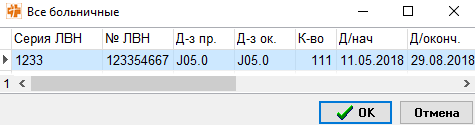 Все больничные
Серия ЛВН № ЛВН Д-з пр. Д-з ок. К-во Д/нач Д/оконч.
1233 123354667 J05.0 J05.0 111 11.05.2018 29.08.2018
1
OK Отмена